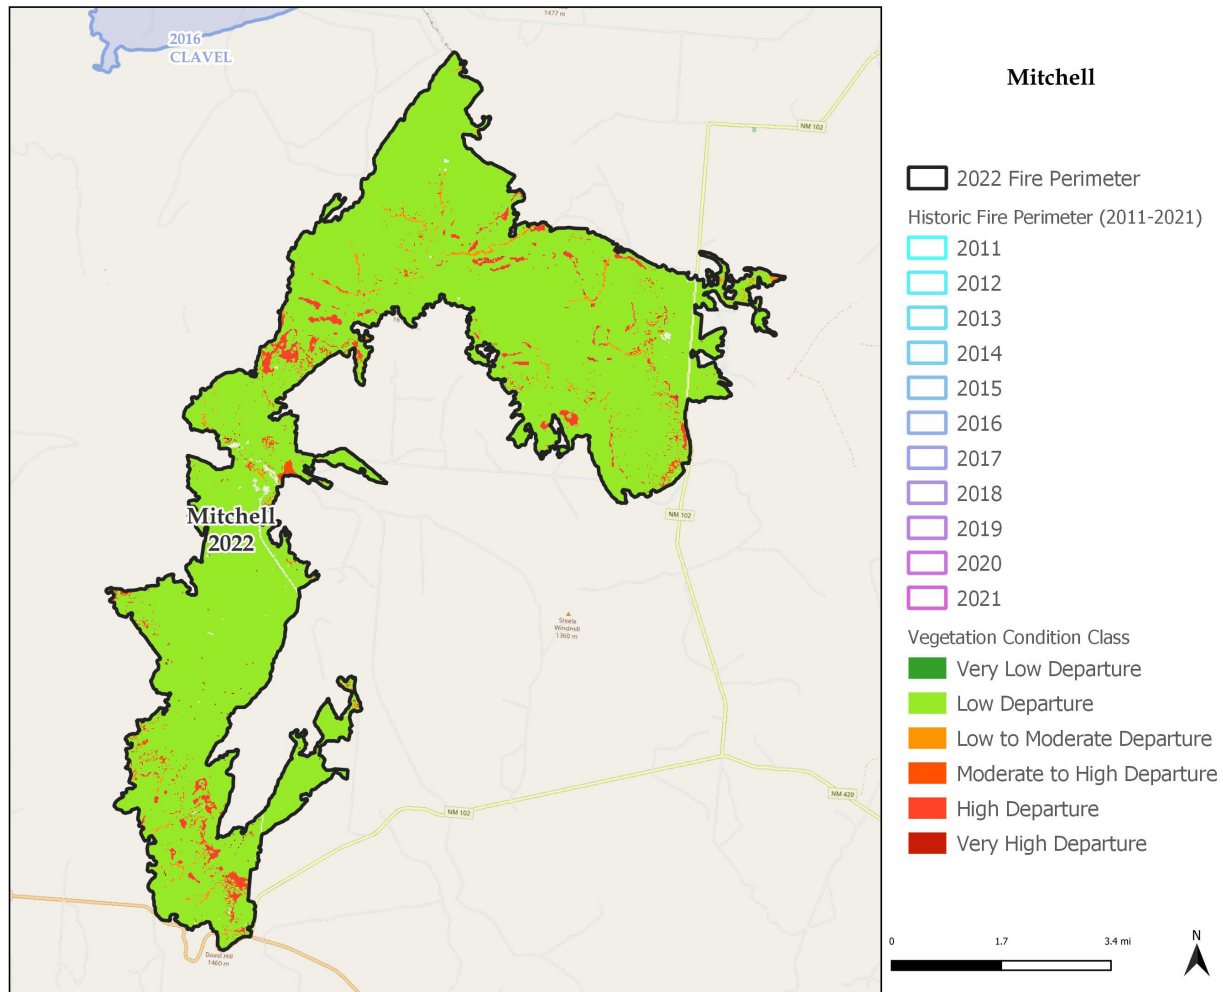 1477 m
2016
CLAVEL
NM 102
Mitchell
2022
NM 102
Steele
Windmill
1360 m
NM 102
NM 420
David Hill
1460 m
Mitchell
2022 Fire Perimeter
Historic Fire Perimeter (2011-2021)
2011
2012
2013
2014
2015
2016
2017
2018
2019
2020
2021
Vegetation Condition Class
Very Low Departure
Low Departure
Low to Moderate Departure
Moderate to High Departure
High Departure
Very High Departure
0 1.7 3.4 mi
N